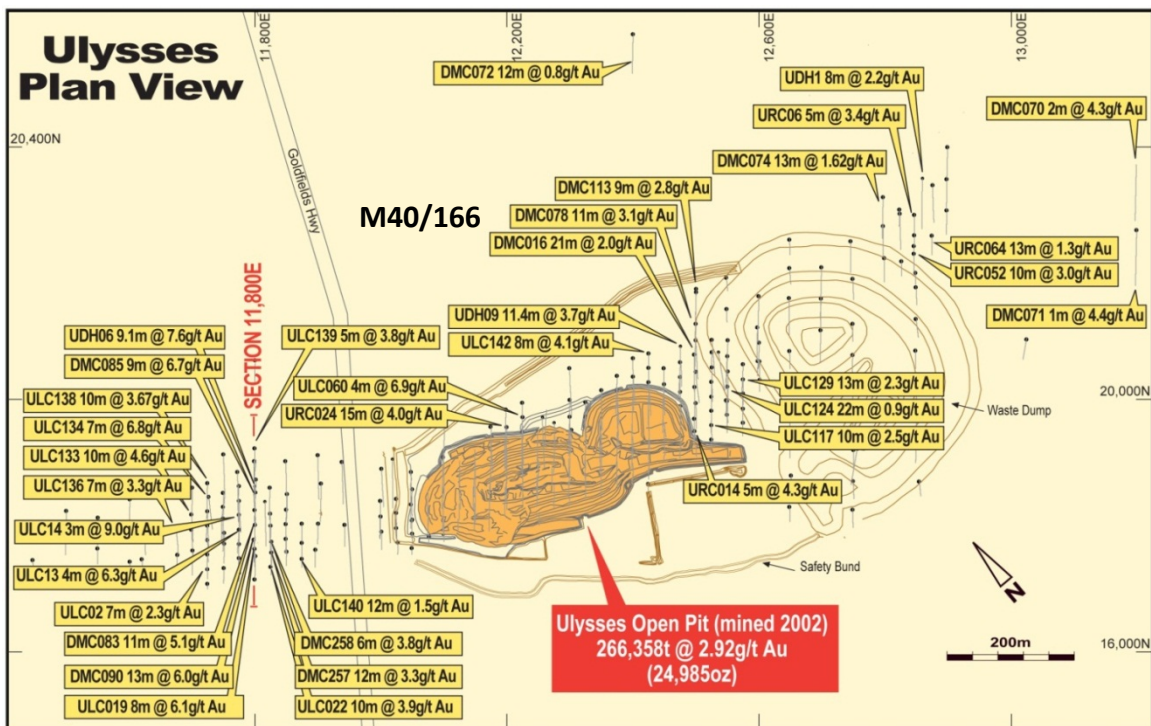 Ulysses
Plan View
11,800E
12,200E
12,600E
13,000E
20,400N
20,000N
16,000N
Goldfields Hwy
M40/166
SECTION 11,800E
DMC072 12m @ 0.8g/t Au
UDH1 8m @ 2.2g/t Au
URC06 5m @ 3.4g/t Au
DMC070 2m @ 4.3g/t Au
DMC074 13m @ 1.62g/t Au
DMC113 9m @ 2.8g/t Au
DMC078 11m @ 3.1g/t Au
DMC016 21m @ 2.0g/t Au
URC064 13m @ 1.3g/t Au
URC052 10m @ 3.0g/t Au
DMC071 1m @ 4.4g/t Au
UDH09 11.4m @ 3.7g/t Au
ULC142 8m @ 4.1g/t Au
UDH06 9.1m @ 7.6g/t Au
ULC139 5m @ 3.8g/t Au
DMC085 9m @ 6.7g/t Au
ULC060 4m @ 6.9g/t Au
URC024 15m @ 4.0g/t Au
ULC138 10m @ 3.67g/t Au
ULC134 7m @ 6.8g/t Au
ULC133 10m @ 4.6g/t Au
ULC136 7m @ 3.3g/t Au
ULC14 3m @ 9.0g/t Au
ULC13 4m @ 6.3g/t Au
ULC02 7m @ 2.3g/t Au
DMC083 11m @ 5.1g/t Au
DMC090 13m @ 6.0g/t Au
ULC019 8m @ 6.1g/t Au
ULC140 12m @ 1.5g/t Au
DMC258 6m @ 3.8g/t Au
DMC257 12m @ 3.3g/t Au
ULC022 10m @ 3.9g/t Au
ULC129 13m @ 2.3g/t Au
ULC124 22m @ 0.9g/t Au
ULC117 10m @ 2.5g/t Au
URC014 5m @ 4.3g/t Au
Waste Dump
Safety Bund
Ulysses Open Pit (mined 2002)
266,358t @ 2.92g/t Au
(24,985oz)
N
200m